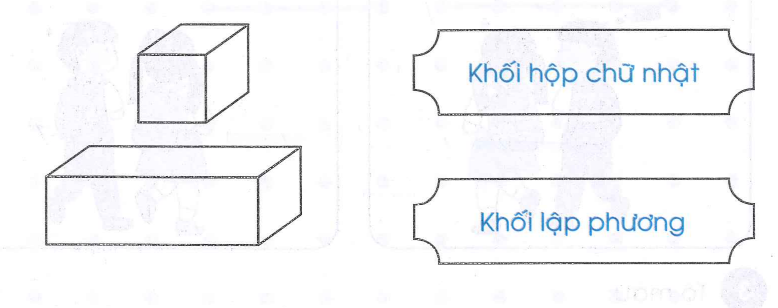 Khối hộp chữ nhật
Khối lập phương